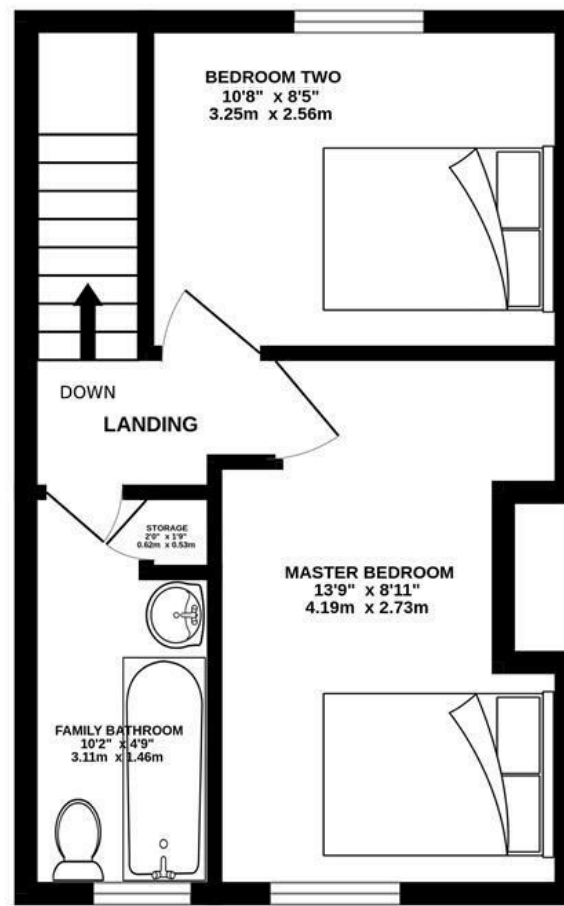 BEDROOM TWO
10'8" x 8'5"
3.25m x 2.56m
DOWN
LANDING
STORAGE
2'0" x 1'9"
0.62m x 0.53m
MASTER BEDROOM
13'9" x 8'11"
4.19m x 2.73m
FAMILY BATHROOM
10'2" x 4'9"
3.11m x 1.46m